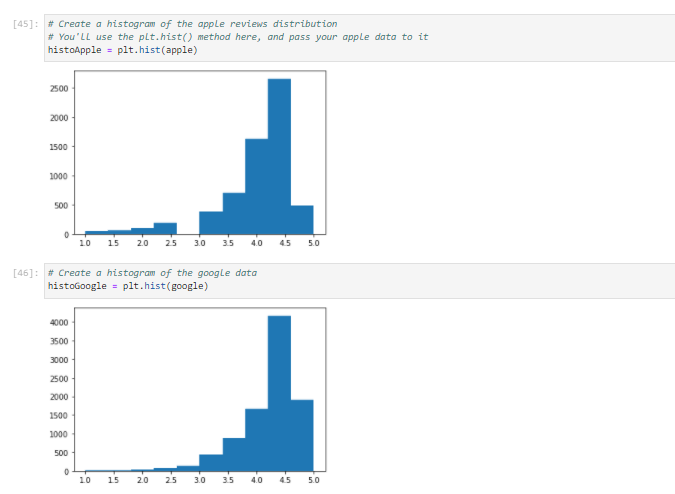 [45]: # Create a histogram of the apple reviews distribution
# You'll use the plt.hist() method here, and pass your apple data to it
histoApple = plt.hist(apple)
2500
2000
1500
1000
500
0
1.0 1.5 2.0 2.5 3.0 3.5 4.0 4.5 5.0
[46]: # Create a histogram of the google data
histoGoogle = plt.hist(google)
4000
3500
3000
2500
2000
1500
1000
500
0
1.0 1.5 2.0 2.5 3.0 3.5 4.0 4.5 5.0